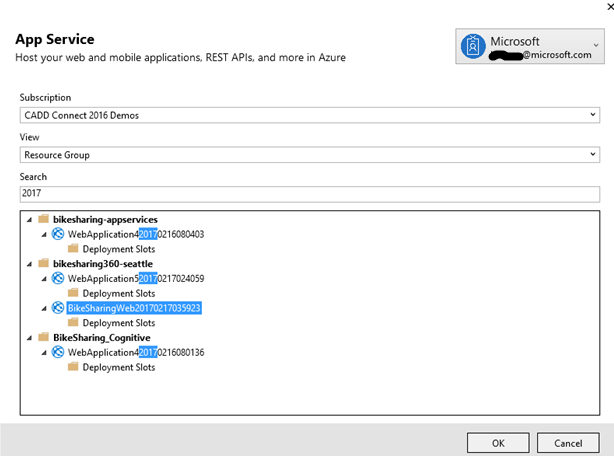 App Service
Host your web and mobile applications, REST APIs, and more in Azure
Microsoft
@microsoft.com
Subscription
CADD Connect 2016 Demos
View
Resource Group
Search
2017
bikesharing-appservices
WebApplication420170216080403
Deployment Slots
bikesharing360-seattle
WebApplication520170217024059
Deployment Slots
BikeSharingWeb20170217035923
Deployment Slots
BikeSharing_Cognitive
WebApplication420170216080136
Deployment Slots
OK Cancel